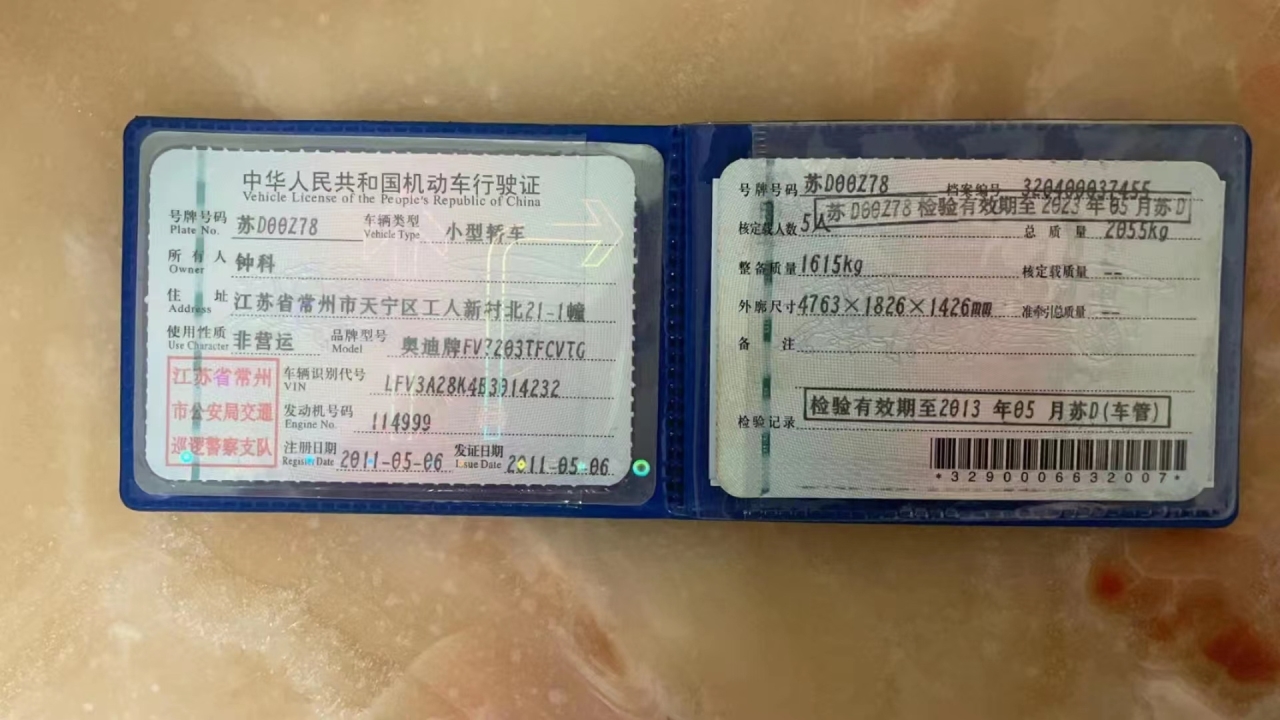 中华人民共和国机动车行驶证
Vehicle License of the People's Republic of China
号牌号码 苏D00Z78 车辆类型 小型轿车
Plate No. Vehicle Type
所有人 钟科
Owner
住址 江苏省常州市天宁区工人新村北21-1幢
Address
使用性质 非营运 品牌型号 奥迪牌FV7203TFCVTG
Use Character Model
江苏省常州
市公安局交通
巡逻警察支队
车辆识别代号
VIN
发动机号码 114999
Engine No.
注册日期 2011-05-06 发证日期 2011-05-06
Register Date Issue Date
号牌号码 苏D00Z78 档案编号 320400037455
苏D00Z78 检验有效期至2023年05月苏D
核定载人数 5人 总质量 2055kg
整备质量 1615kg 核定载质量 --
外廓尺寸 4763×1826×1426mm 准牵引总质量 --
备注
检验记录 检验有效期至2013年05月苏D(车管)
*3290006632007*